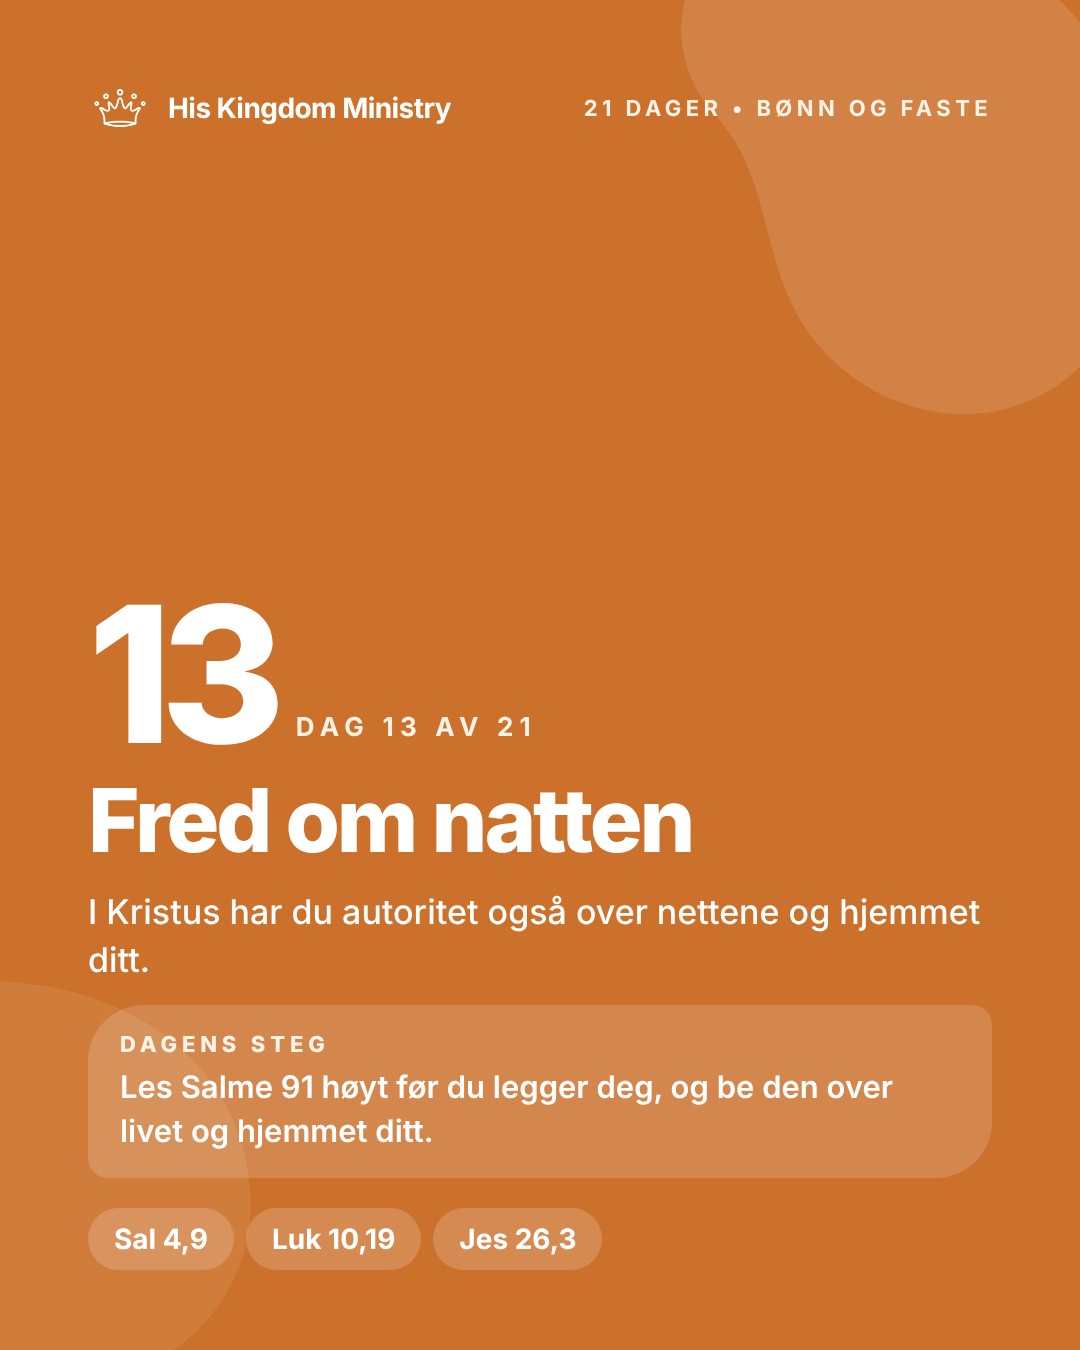 His Kingdom Ministry
21 DAGER • BØNN OG FASTE
13
DAG 13 AV 21
Fred om natten
I Kristus har du autoritet også over nettene og hjemmet
ditt.
DAGENS STEG
Les Salme 91 høyt før du legger deg, og be den over
livet og hjemmet ditt.
Sal 4,9
Luk 10,19
Jes 26,3